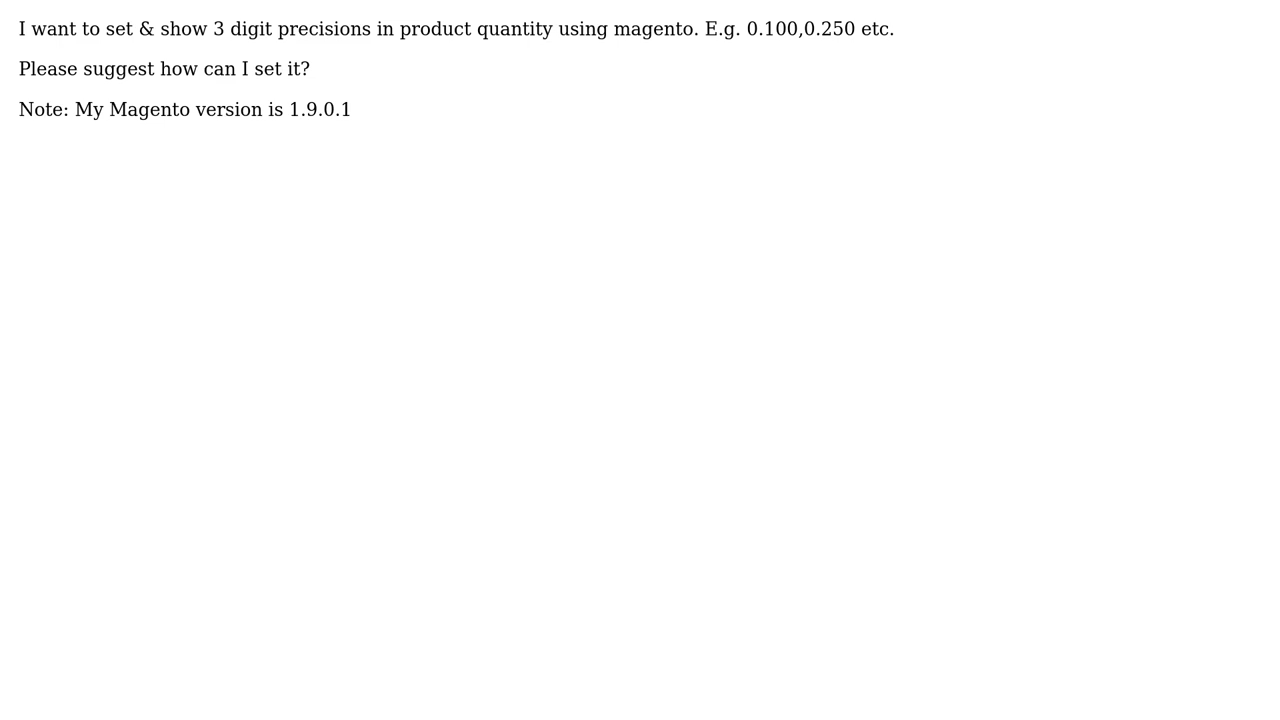 I want to set & show 3 digit precisions in product quantity using magento. E.g. 0.100,0.250 etc.
Please suggest how can I set it?
Note: My Magento version is 1.9.0.1